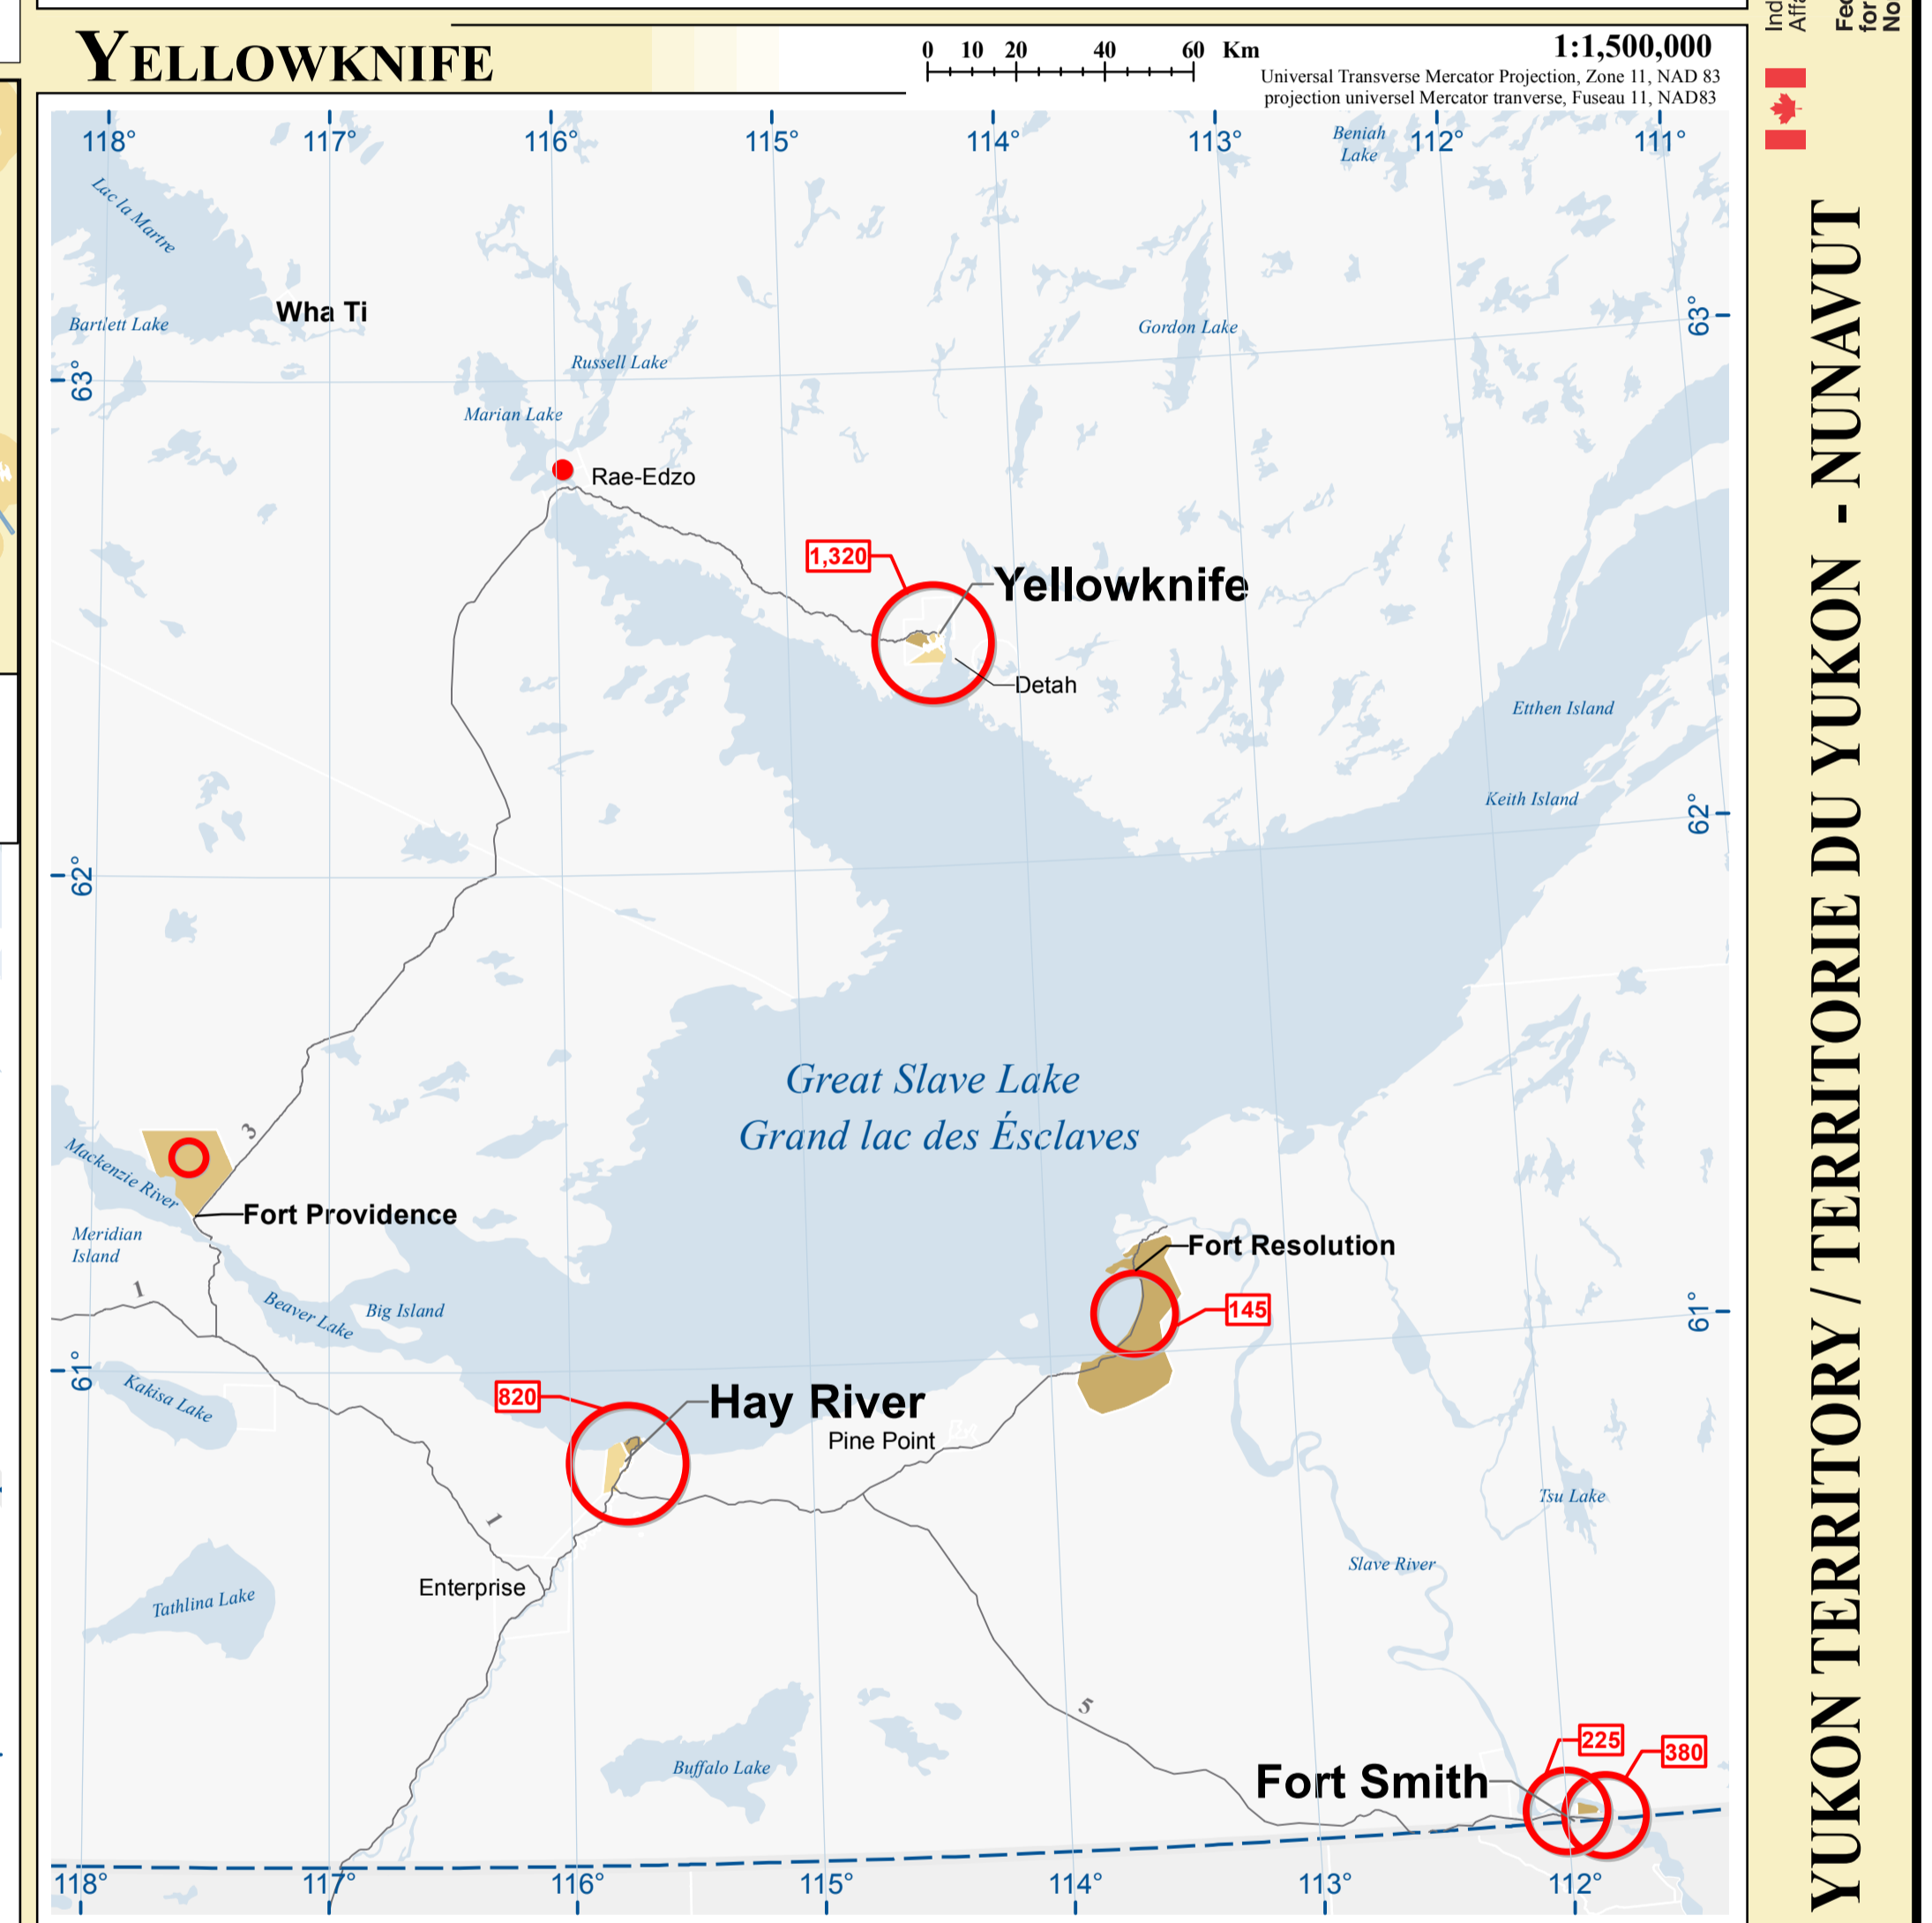 YELLOWKNIFE
0 10 20 40 60 Km
1:1,500,000
Universal Transverse Mercator Projection, Zone 11, NAD 83
projection universel Mercator tranverse, Fuseau 11, NAD83
118° 117° 116° 115° 114° 113° 112° 111°
Beniah
Lake
Lac la Martre
Wha Ti
Bartlett Lake
63°
Gordon Lake
Russell Lake
63°
Marian Lake
Rae-Edzo
1,320
Yellowknife
Detah
Etthen Island
Keith Island
62°
62°
Great Slave Lake
Grand lac des Ésclaves
3
Mackenzie River
Fort Providence
Meridian
Island
Fort Resolution
1
Beaver Lake
Big Island
145
61°
61°
Kakisa Lake
820
Hay River
Pine Point
Tsu Lake
1
Slave River
Enterprise
Tathlina Lake
5
225
380
Buffalo Lake
Fort Smith
118° 117° 116° 115° 114° 113° 112°
YUKON TERRITORY / TERRITORIE DU YUKON - NUNAVUT